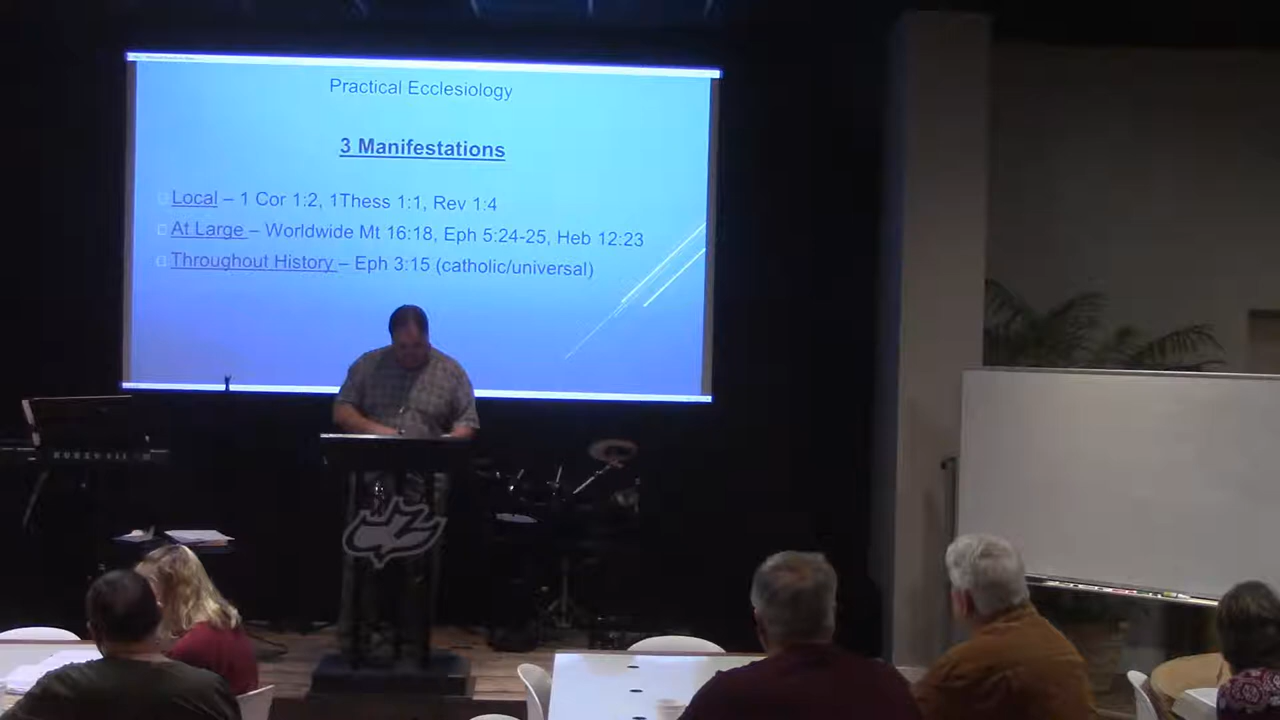 Practical Ecclesiology
3 Manifestations
Local – 1 Cor 1:2, 1Thess 1:1, Rev 1:4
At Large – Worldwide Mt 16:18, Eph 5:24-25, Heb 12:23
Throughout History – Eph 3:15 (catholic/universal)